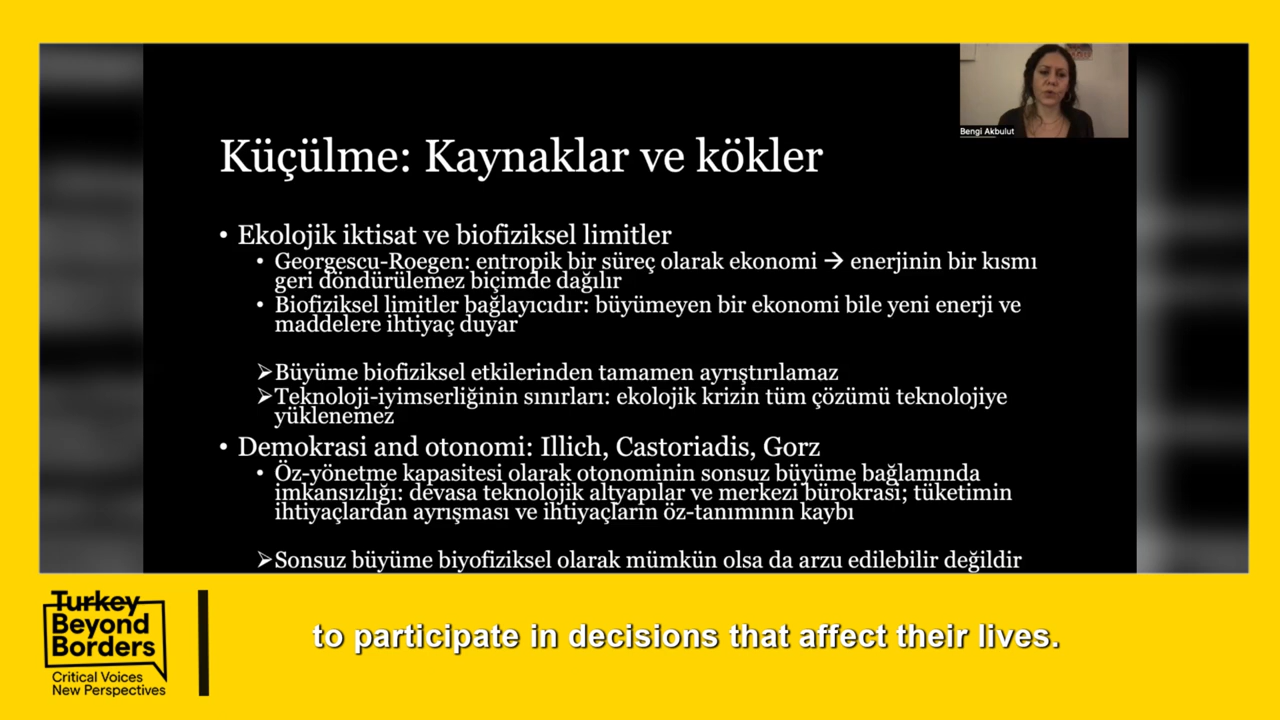 Bengi Akbulut
Küçülme: Kaynaklar ve kökler
• Ekolojik iktisat ve biofiziksel limitler
• Georgescu-Roegen: entropik bir süreç olarak ekonomi → enerjinin bir kısmı
geri döndürülemez biçimde dağılır
• Biofiziksel limitler bağlayıcıdır: büyümeyen bir ekonomi bile yeni enerji ve
maddelere ihtiyaç duyar
➢Büyüme biofiziksel etkilerinden tamamen ayrıştırılamaz
➢Teknoloji-iyimserliğinin sınırları: ekolojik krizin tüm çözümü teknolojiye
yüklenemez
• Demokrasi and otonomi: Illich, Castoriadis, Gorz
• Öz-yönetme kapasitesi olarak otonominin sonsuz büyüme bağlamında
imkansızlığı: devasa teknolojik altyapılar ve merkezi bürokrasi; tüketimin
ihtiyaçlardan ayrışması ve ihtiyaçların öz-tanımının kaybı
➢Sonsuz büyüme biyofiziksel olarak mümkün olsa da arzu edilebilir değildir
Turkey
Beyond
Borders
Critical Voices
New Perspectives
to participate in decisions that affect their lives.